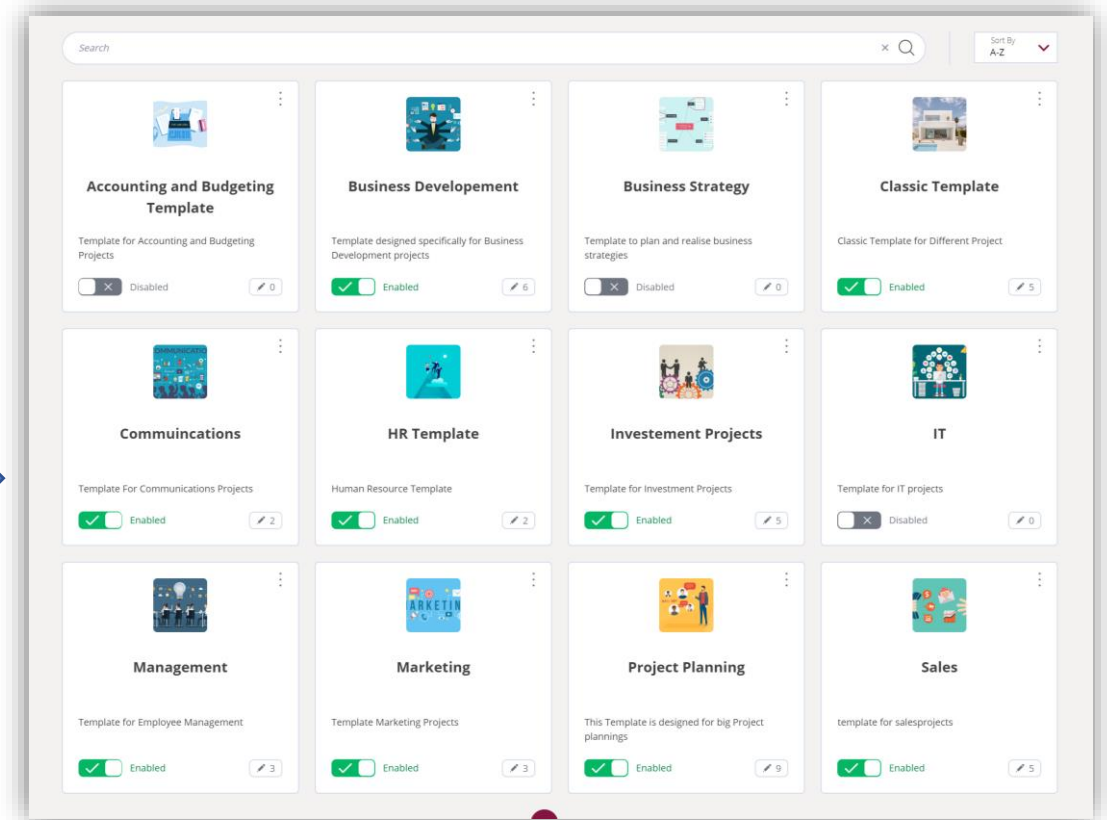 Search
Sort By
A-Z
Accounting and Budgeting
Template
Template for Accounting and Budgeting
Projects
Disabled
0
Business Developement
Template designed specifically for Business
Development projects
Enabled
6
Business Strategy
Template to plan and realise business
strategies
Disabled
0
Classic Template
Classic Template for Different Project
Enabled
5
Commuincations
Template For Communications Projects
Enabled
2
HR Template
Human Resource Template
Enabled
2
Investement Projects
Template for Investment Projects
Enabled
5
IT
Template for IT projects
Disabled
0
Management
Template for Employee Management
Enabled
3
ARKETIN
Marketing
Template Marketing Projects
Enabled
3
Project Planning
This Template is designed for big Project
plannings
Enabled
9
Sales
template for salesprojects
Enabled
5